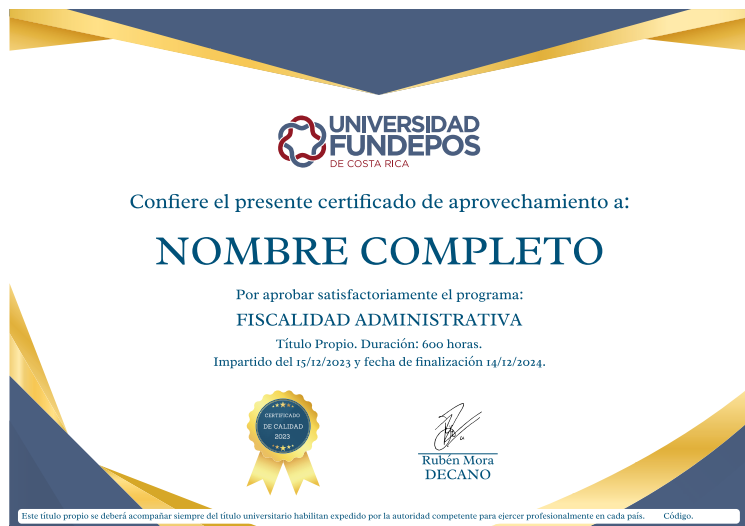 UNIVERSIDAD
FUNDEPOS
DE COSTA RICA
Confiere el presente certificado de aprovechamiento a:
NOMBRE COMPLETO
Por aprobar satisfactoriamente el programa:
FISCALIDAD ADMINISTRATIVA
Título Propio. Duración: 600 horas.
Impartido del 15/12/2023 y fecha de finalización 14/12/2024.
CERTIFICADO
DE CALIDAD
2023
Rubén Mora
DECANO
Este título propio se deberá acompañar siempre del título universitario habilitan expedido por la autoridad competente para ejercer profesionalmente en cada país. Código.